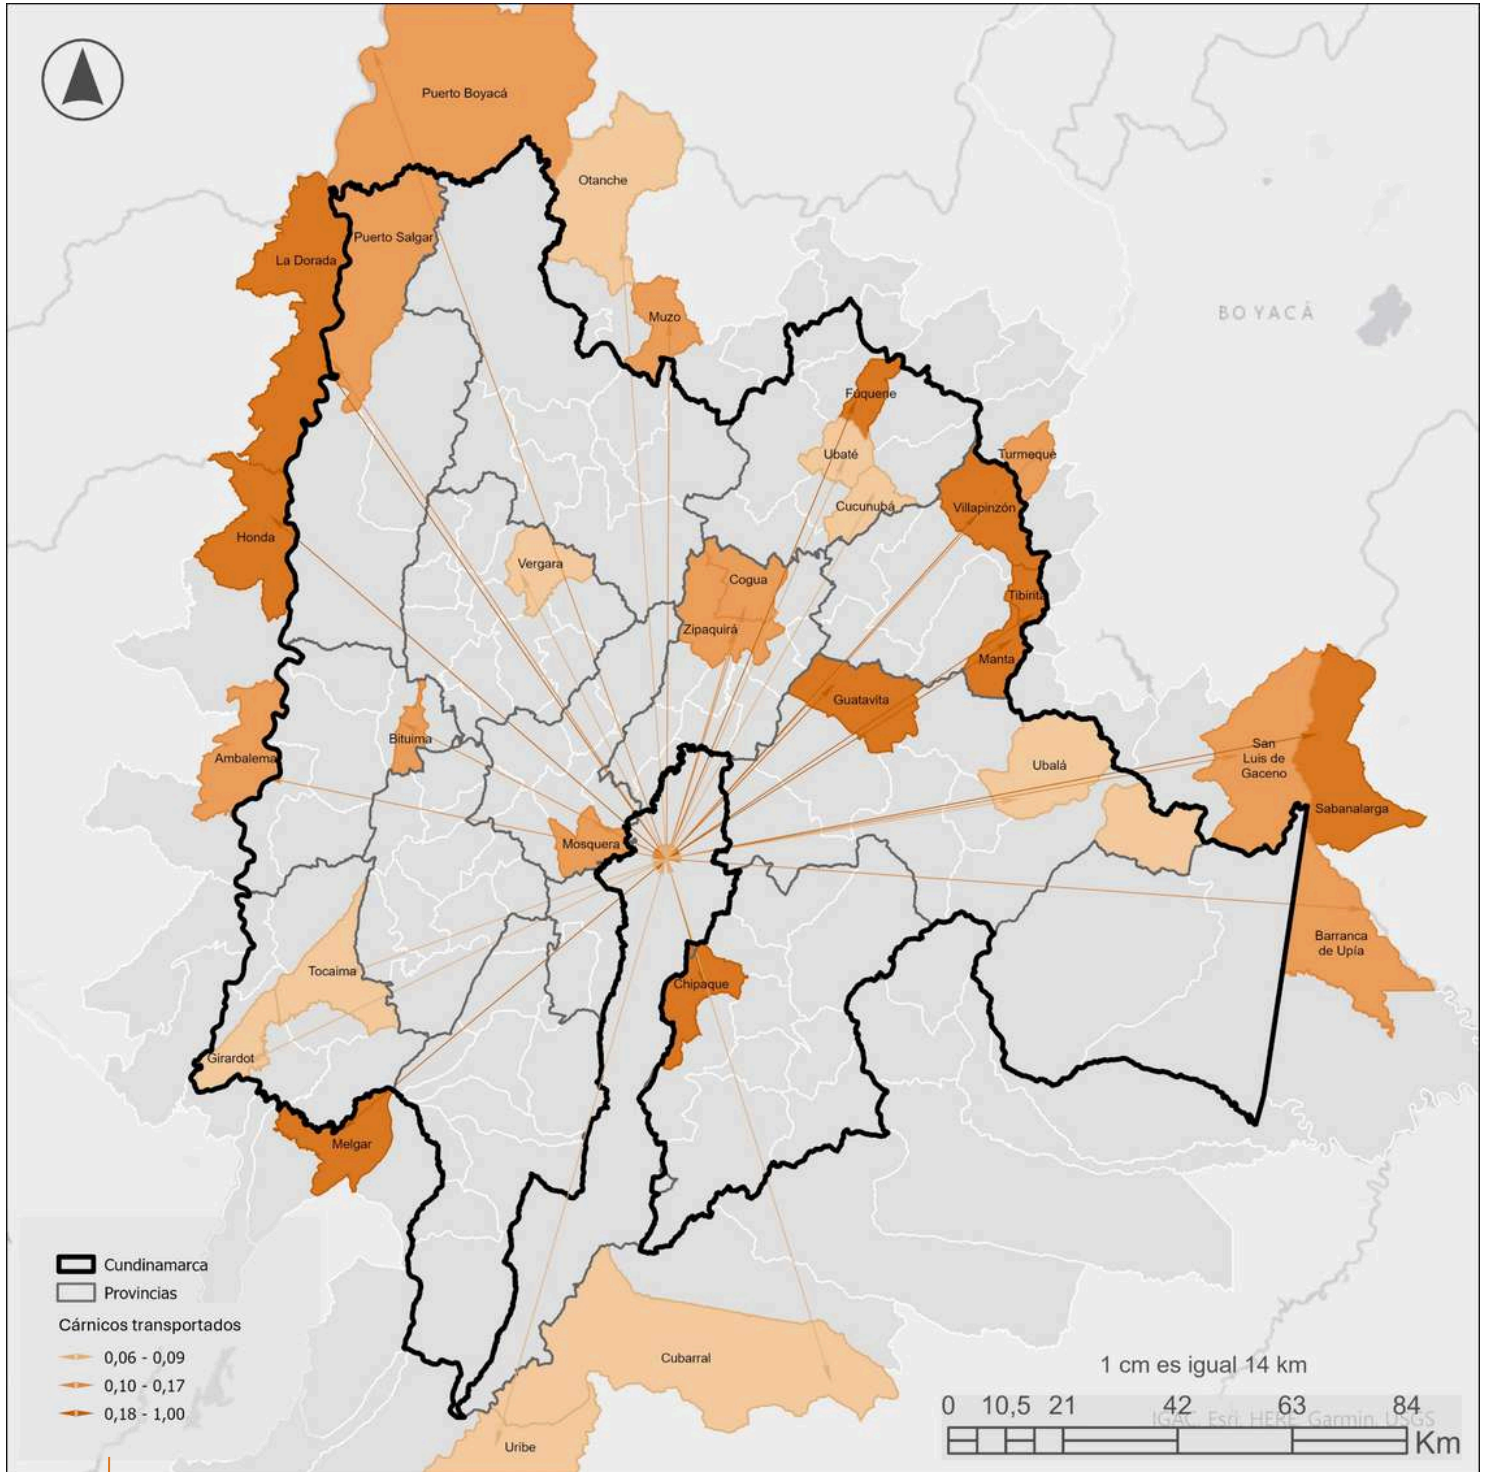 Puerto Boyacá
Otanche
Puerto Salgar
La Dorada
Muzo
BOYACÁ
Fúquene
Ubaté
Turmequé
Cucunubá
Villapinzón
Honda
Vergara
Cogua
Tibirita
Zipaquirá
Manta
Guatavita
Bituima
Ambalema
Ubalá
San
Luis de
Gaceno
Sabanalarga
Mosquera
Barranca
de Upía
Tocaima
Chipaque
Girardot
Melgar
Cubarral
Uribe
Cundinamarca
Provincias
Cárnicos transportados
0,06 - 0,09
0,10 - 0,17
0,18 - 1,00
1 cm es igual 14 km
0 10,5 21 42 63 84
IGAC, Esri, HERE, Garmin, USGS
Km